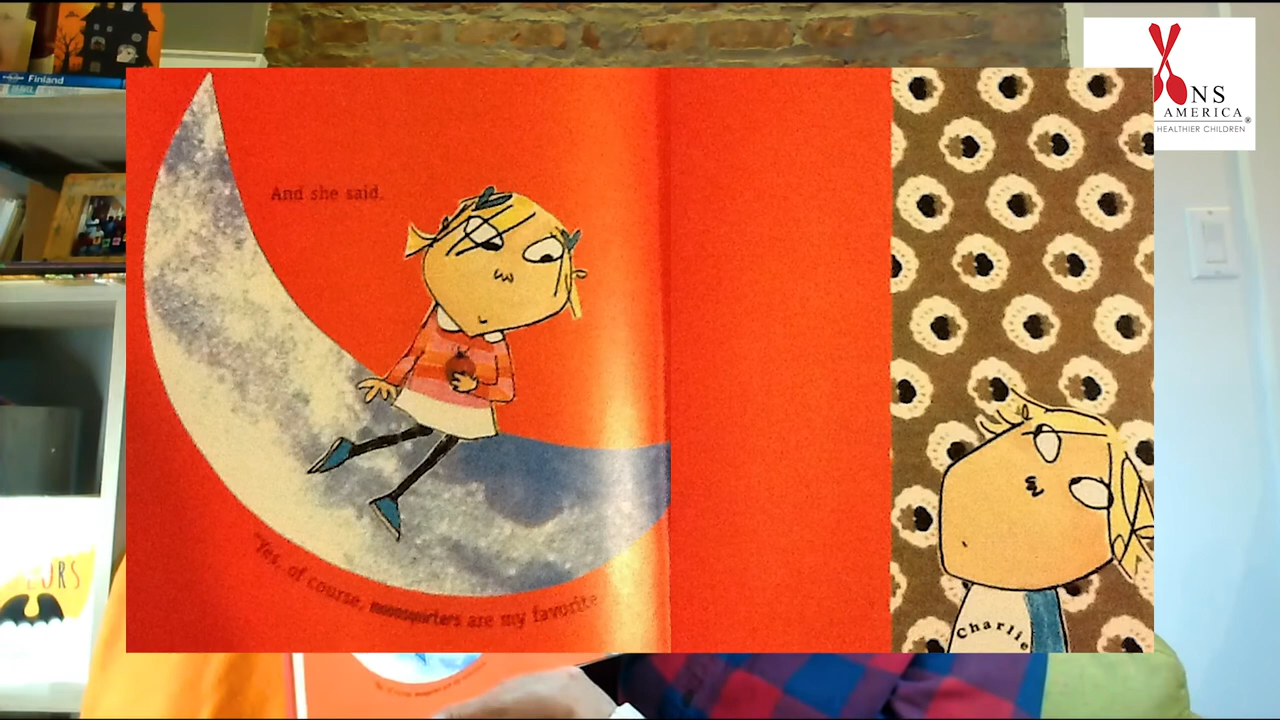 Finland
NS
AMERICA®
HEALTHIER CHILDREN
And she said,
"Yes, of course, moonsquirters are my favorite
Charlie